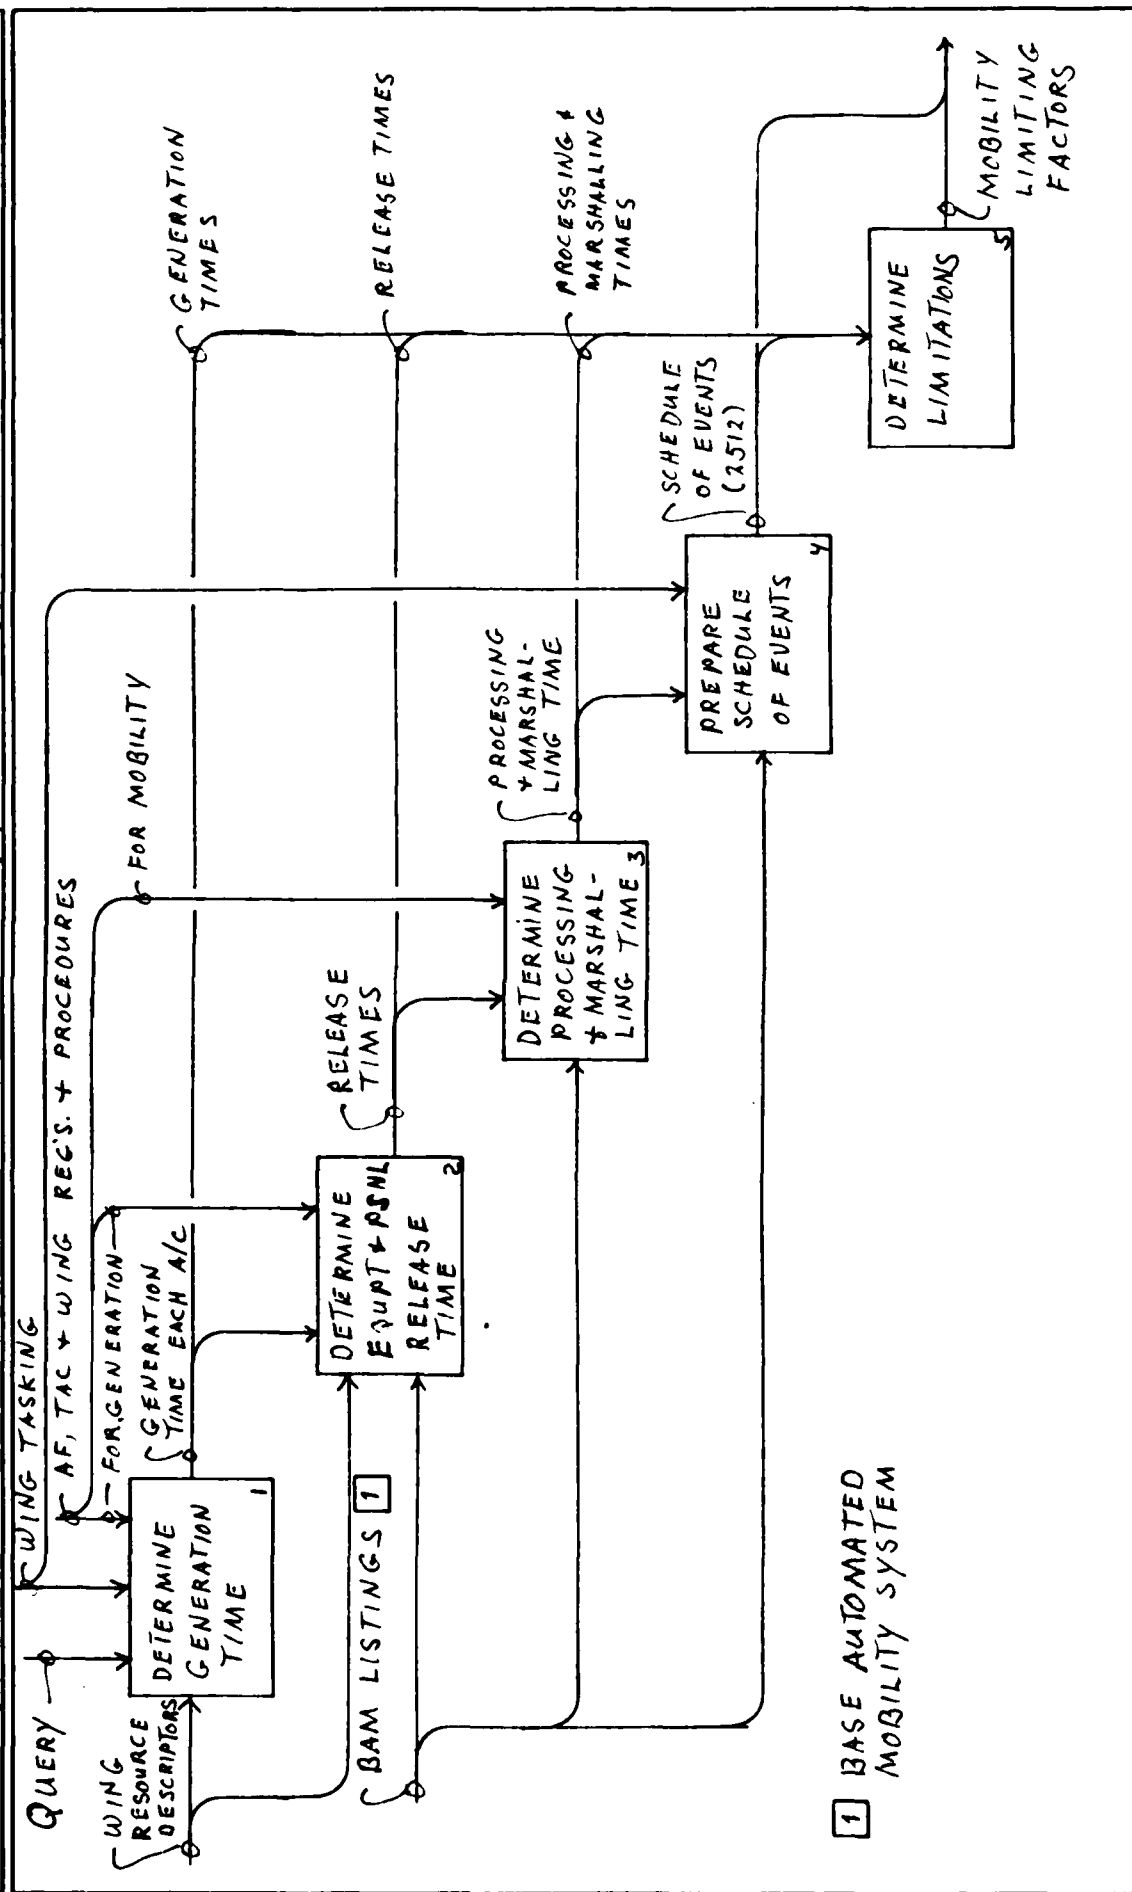 QUERY
WING TASKING
AF, TAC + WING REG'S. + PROCEDURES
FOR GENERATION
FOR MOBILITY
WING
RESOURCE
DESCRIPTORS
DETERMINE
GENERATION
TIME
1
GENERATION
TIME EACH A/C
GENERATION
TIMES
BAM LISTINGS 1
DETERMINE
EQUPT & PSNL
RELEASE
TIME
2
RELEASE
TIMES
RELEASE TIMES
DETERMINE
PROCESSING
+ MARSHAL-
LING TIME
3
PROCESSING
+ MARSHAL-
LING TIME
PROCESSING &
MARSHALLING
TIMES
PREPARE
SCHEDULE
OF EVENTS
4
SCHEDULE
OF EVENTS
(2512)
DETERMINE
LIMITATIONS
5
MOBILITY
LIMITING
FACTORS
1 BASE AUTOMATED
MOBILITY SYSTEM